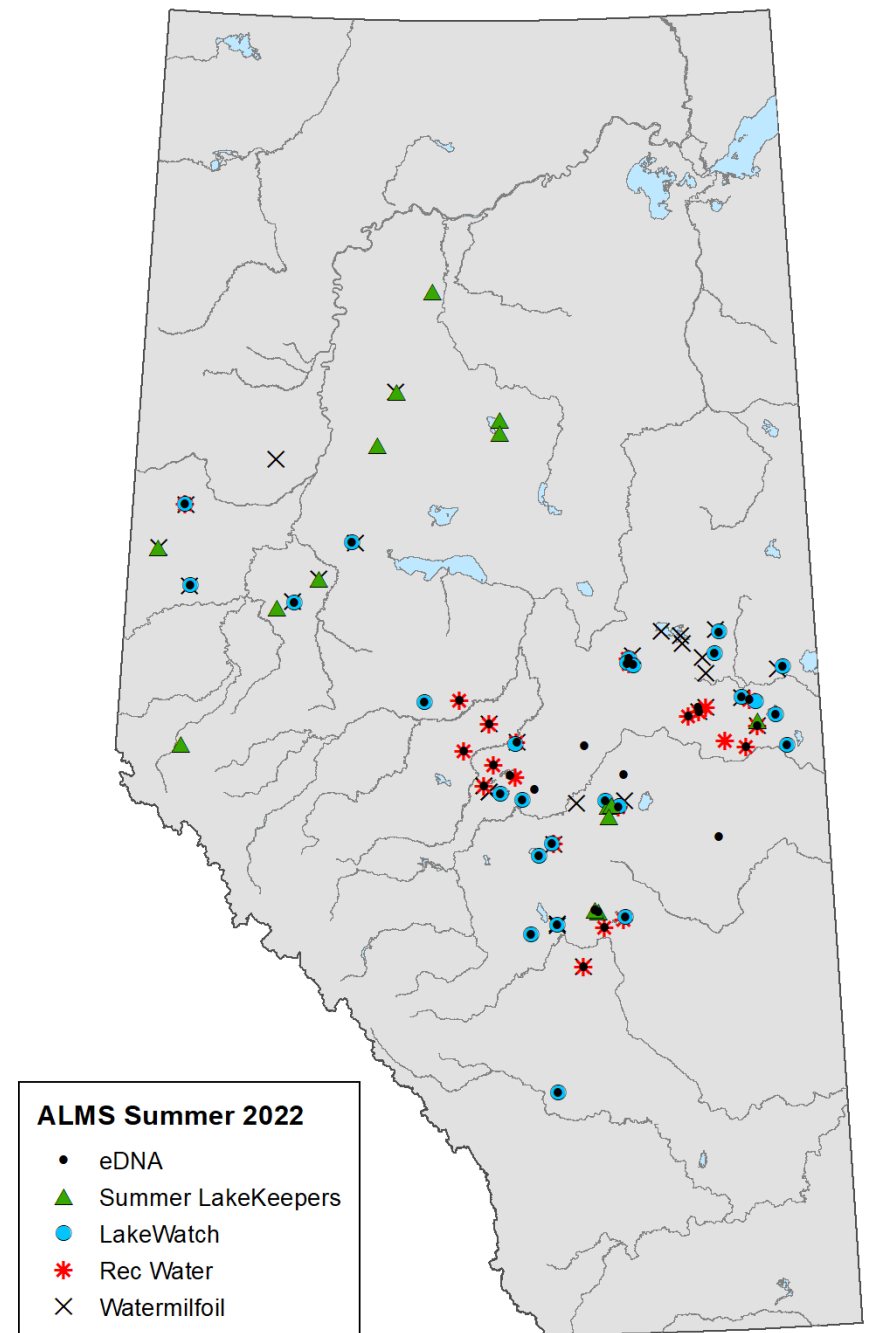 ALMS Summer 2022
eDNA
Summer LakeKeepers
LakeWatch
Rec Water
Watermilfoil